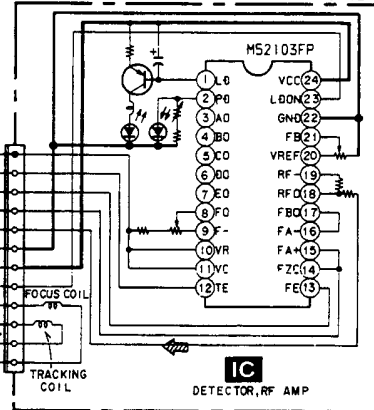 M52103FP
1 LD
2 PD
3 AO
4 BO
5 CO
6 DO
7 EO
8 FO
9 F-
10 VR
11 VC
12 TE
VCC 24
LDON 23
GND 22
FB 21
VREF 20
RF- 19
RFO 18
FBO 17
FA- 16
FA+ 15
FZC 14
FE 13
+
FOCUS COIL
TRACKING
COIL
IC
DETECTOR, RF AMP